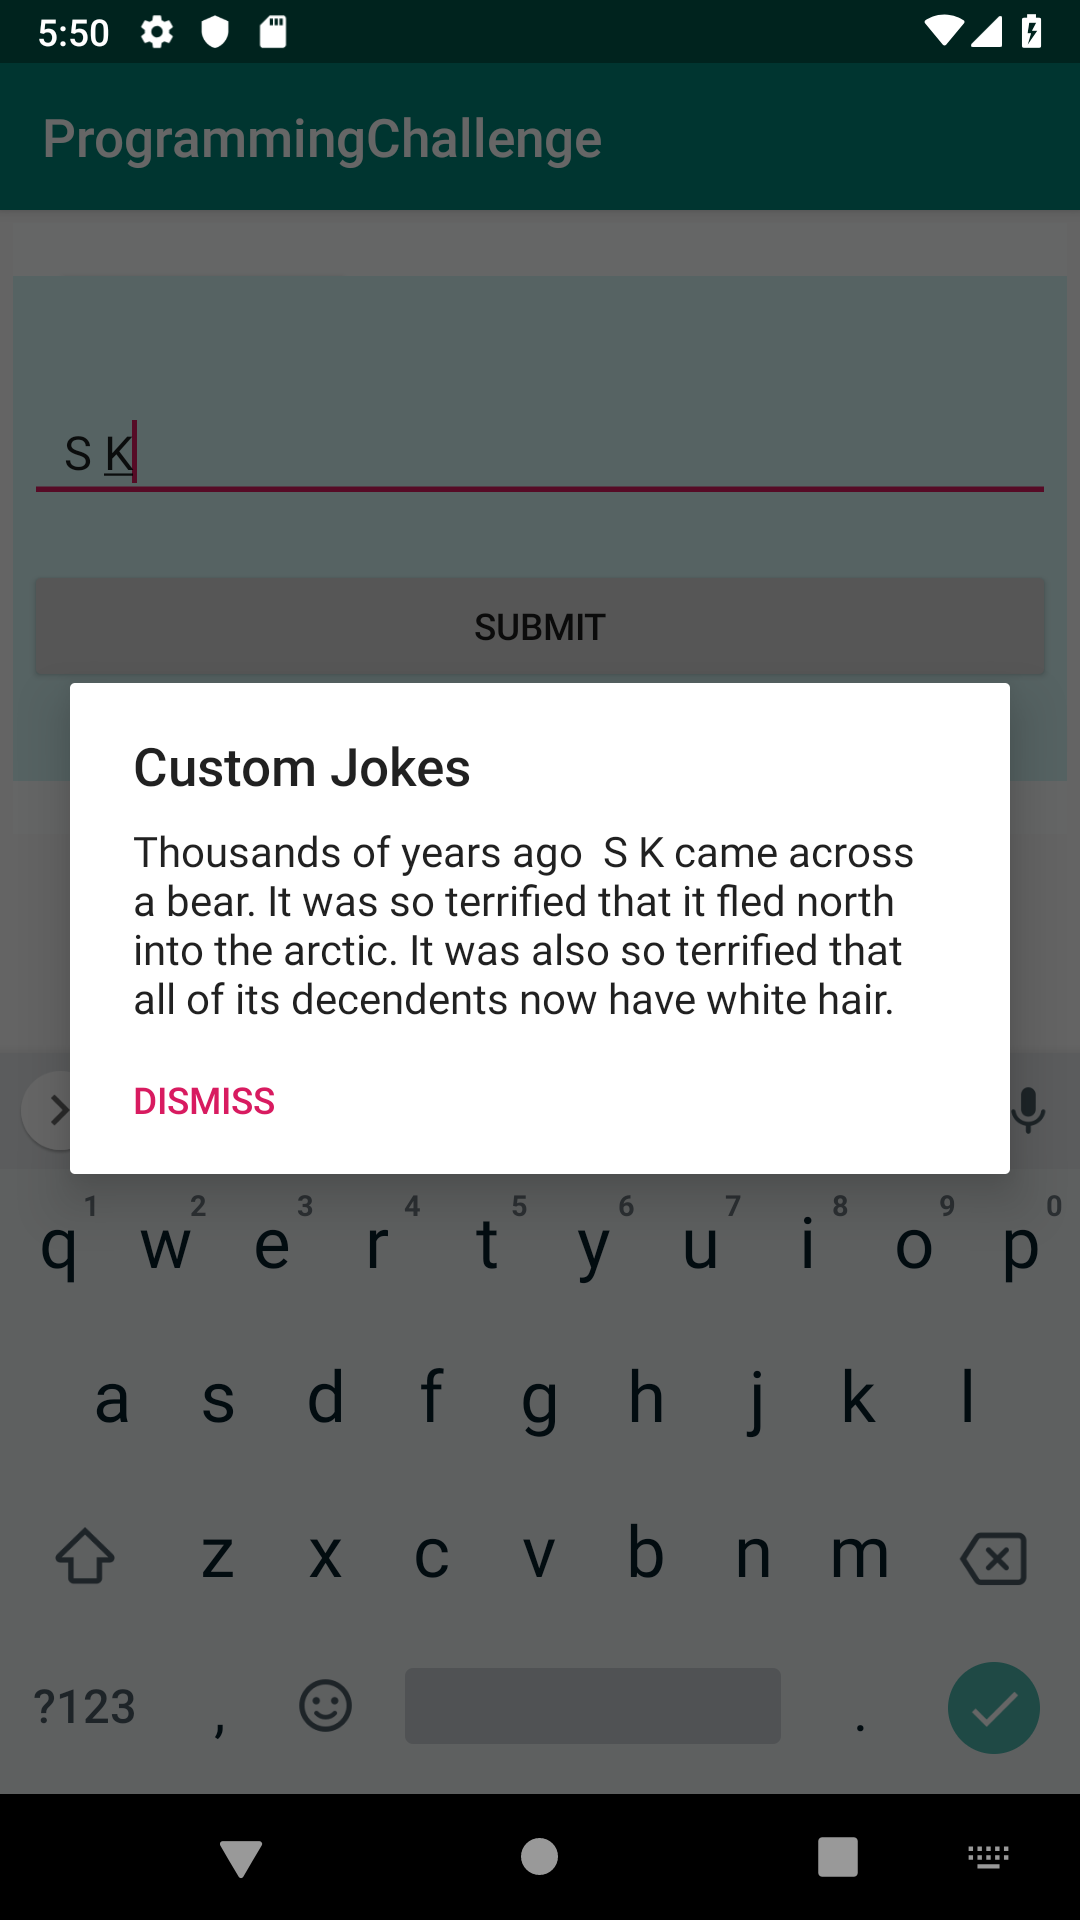 5:50
ProgrammingChallenge
S K
SUBMIT
Custom Jokes
Thousands of years ago  S K came across
a bear. It was so terrified that it fled north
into the arctic. It was also so terrified that
all of its decendents now have white hair.
DISMISS
1 2 3 4 5 6 7 8 9 0
q w e r t y u i o p
a s d f g h j k l
z x c v b n m
?123 , .